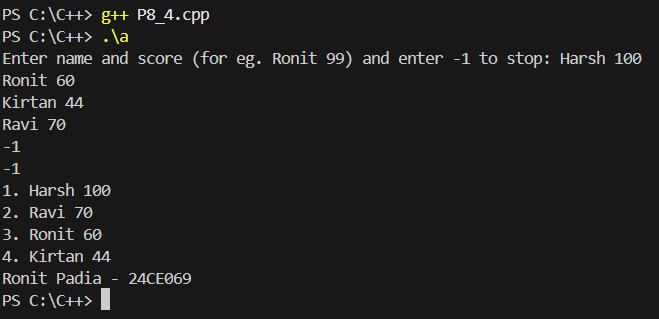 PS C:\C++> g++ P8_4.cpp
PS C:\C++> .\a
Enter name and score (for eg. Ronit 99) and enter -1 to stop: Harsh 100
Ronit 60
Kirtan 44
Ravi 70
-1
-1
1. Harsh 100
2. Ravi 70
3. Ronit 60
4. Kirtan 44
Ronit Padia - 24CE069
PS C:\C++>